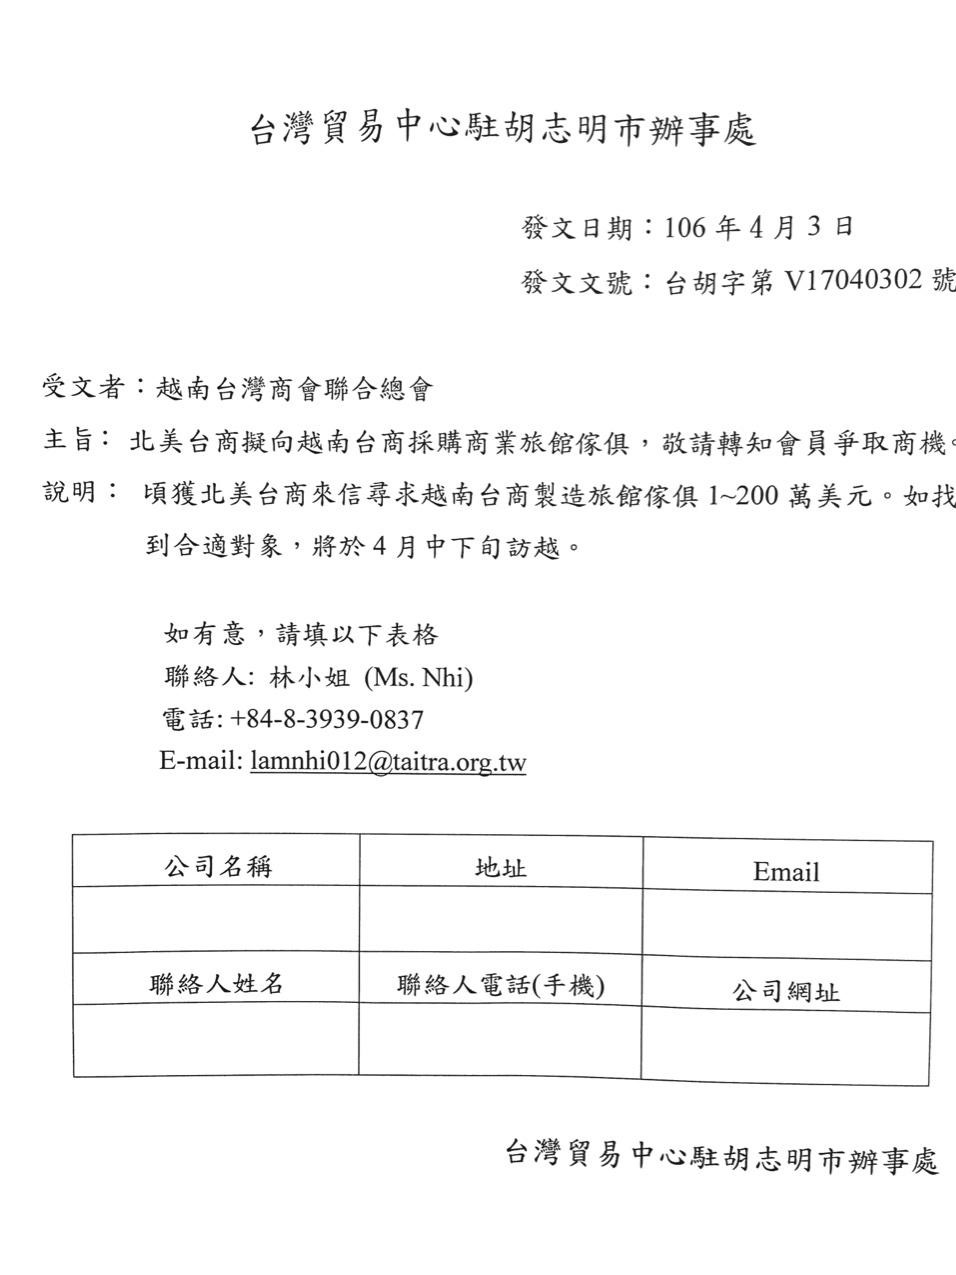 台灣貿易中心駐胡志明市辦事處
發文日期：106 年 4 月 3 日
發文文號：台胡字第 V17040302 號
受文者：越南台灣商會聯合總會
主旨： 北美台商擬向越南台商採購商業旅館傢俱，敬請轉知會員爭取商機。
說明： 頃獲北美台商來信尋求越南台商製造旅館傢俱 1~200 萬美元。如找
到合適對象，將於 4 月中下旬訪越。
如有意，請填以下表格
聯絡人: 林小姐 (Ms. Nhi)
電話: +84-8-3939-0837
E-mail: lamnhi012@taitra.org.tw
公司名稱 地址 Email
聯絡人姓名 聯絡人電話(手機) 公司網址
台灣貿易中心駐胡志明市辦事處